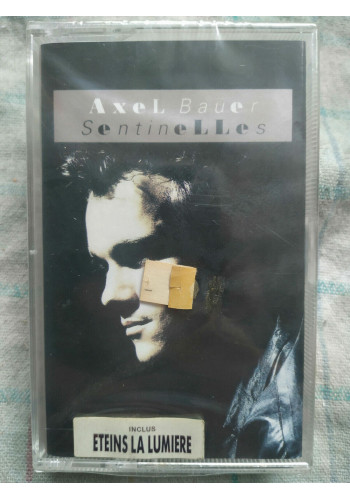 AxeL Bauer
SentineLLes
INCLUS
ETEINS LA LUMIERE